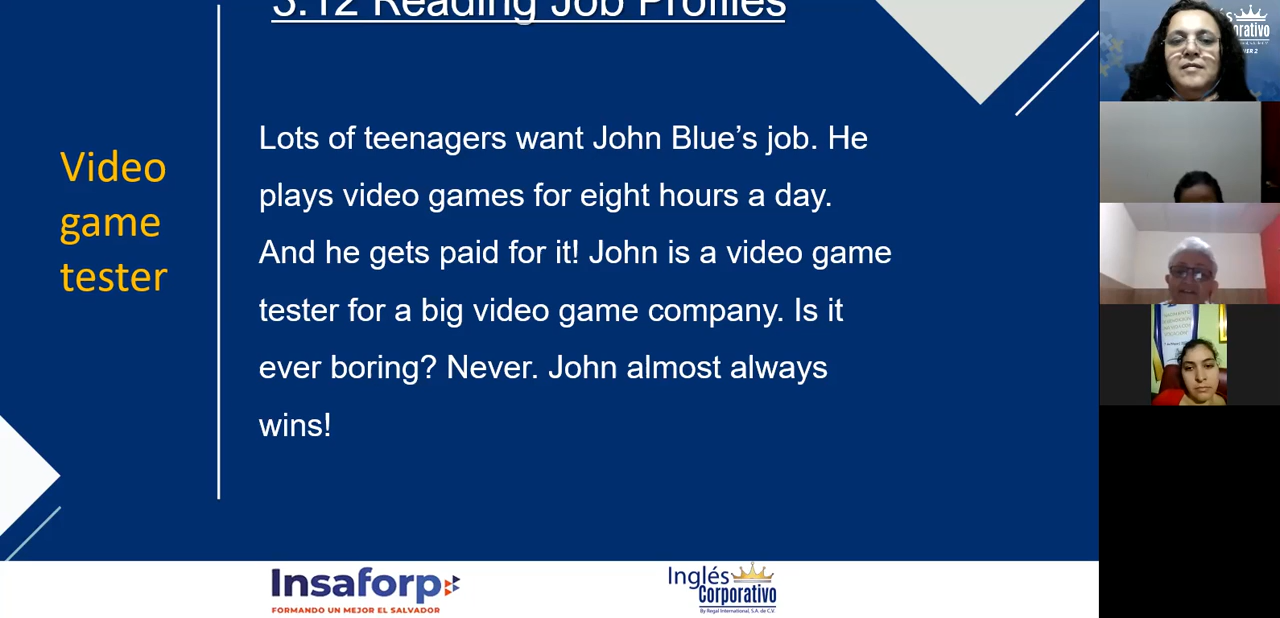 3.12 Reading Job Profiles
Video
game
tester
Lots of teenagers want John Blue's job. He
plays video games for eight hours a day.
And he gets paid for it! John is a video game
tester for a big video game company. Is it
ever boring? Never. John almost always
wins!
Insaforp
FORMANDO UN MEJOR EL SALVADOR
Inglés
Corporativo
By Regal International, S.A. de C.V.